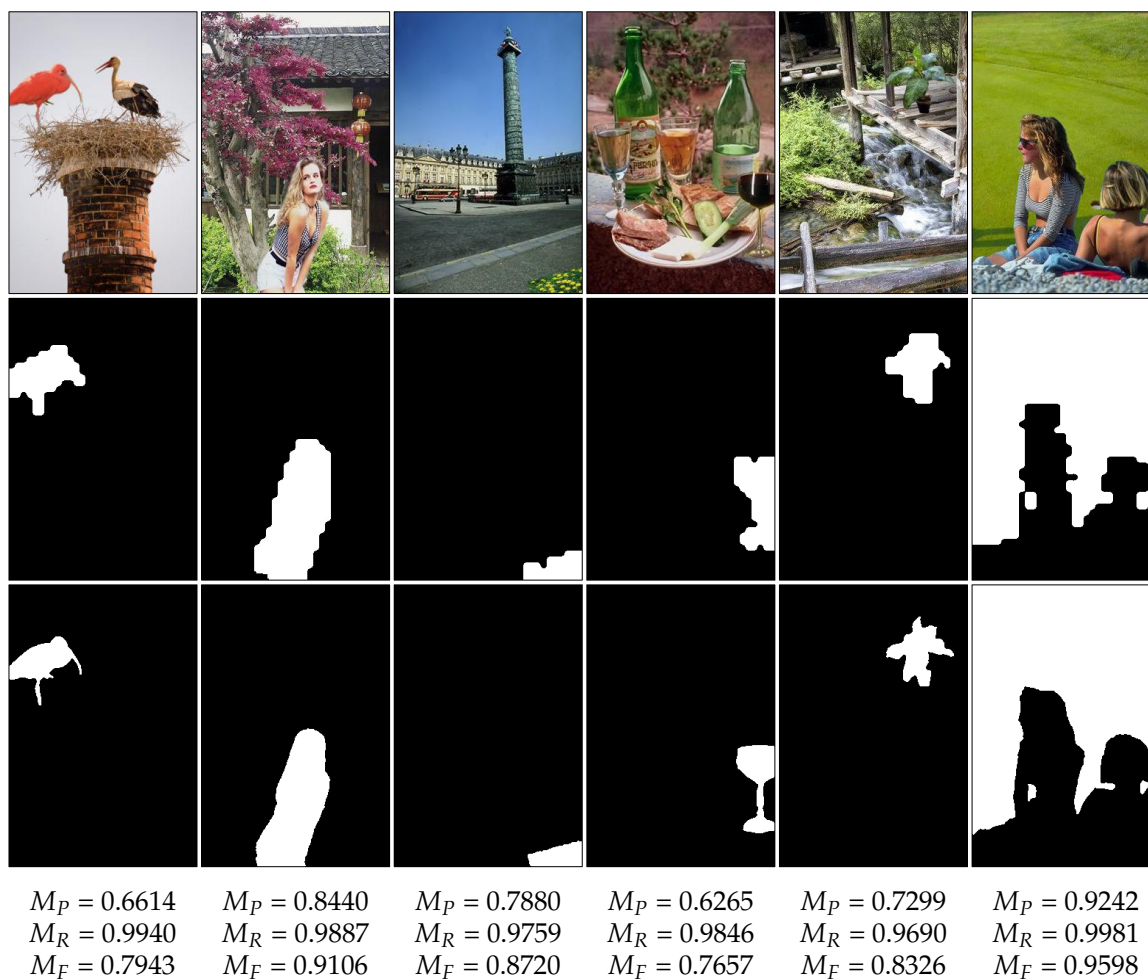 M_P = 0.6614 M_P = 0.8440 M_P = 0.7880 M_P = 0.6265 M_P = 0.7299 M_P = 0.9242
M_R = 0.9940 M_R = 0.9887 M_R = 0.9759 M_R = 0.9846 M_R = 0.9690 M_R = 0.9981
M_F = 0.7943 M_F = 0.9106 M_F = 0.8720 M_F = 0.7657 M_F = 0.8326 M_F = 0.9598